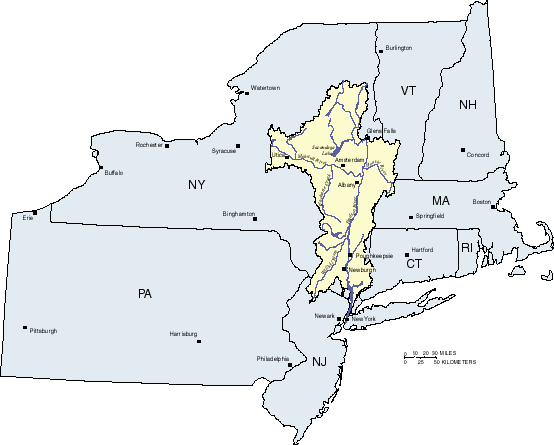 Burlington
VT
NH
Watertown
Glens Falls
Rochester
Syracuse
Utica
Sacandaga
Lake
Amsterdam
Concord
Buffalo
NY
Albany
MA
Boston
Springfield
Erie
Binghamton
Hartford
RI
CT
Poughkeepsie
Newburgh
PA
Newark
New York
Pittsburgh
Harrisburg
Philadelphia
NJ
0 10 20 30 MILES
0 25 50 KILOMETERS